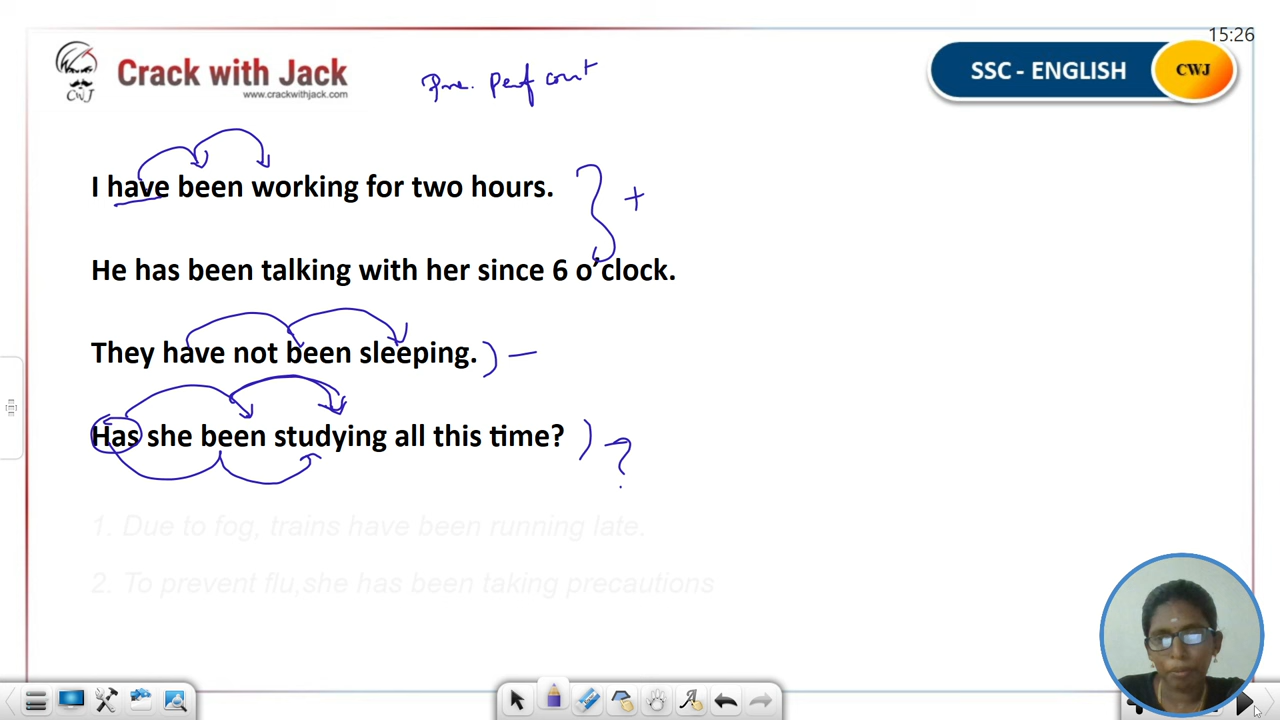 15:26
Crack with Jack
www.crackwithjack.com
CWJ
Pre. Perf cont
SSC - ENGLISH
CWJ
I have been working for two hours.
+
He has been talking with her since 6 o'clock.
They have not been sleeping. ) —
Has she been studying all this time? ) ?
1. Due to fog, trains have been running late.
2. To prevent flu,she has been taking precautions